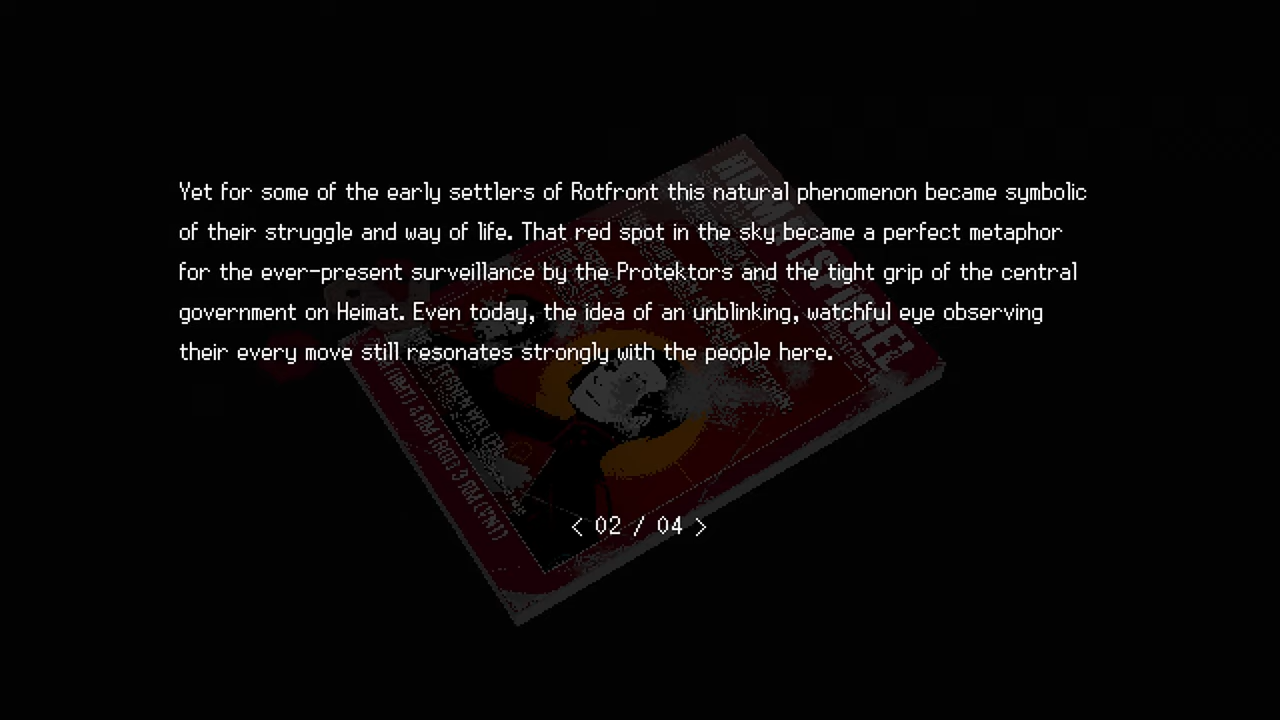 Yet for some of the early settlers of Rotfront this natural phenomenon became symbolic
of their struggle and way of life. That red spot in the sky became a perfect metaphor
for the ever-present surveillance by the Protektors and the tight grip of the central
government on Heimat. Even today, the idea of an unblinking, watchful eye observing
their every move still resonates strongly with the people here.
HEIMATSPIEGEL
< 02 / 04 >